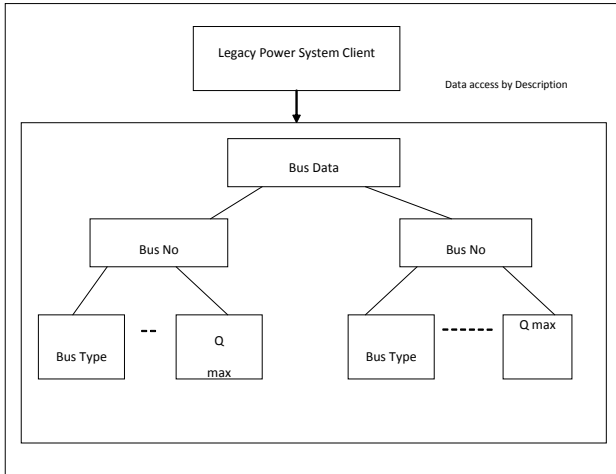 Legacy Power System Client
Data access by Description
Bus Data
Bus No
Bus No
Bus Type
Q
max
Bus Type
Q max